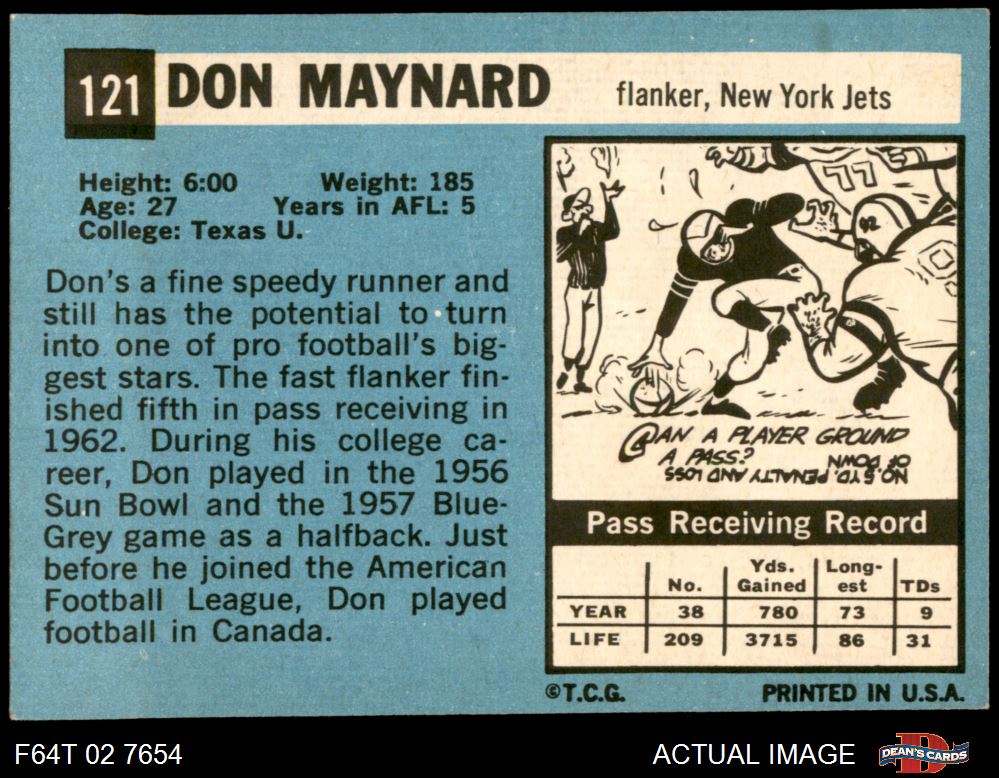 121 DON MAYNARD flanker, New York Jets
Height: 6:00 Weight: 185
Age: 27 Years in AFL: 5
College: Texas U.
Don's a fine speedy runner and
still has the potential to turn
into one of pro football's big-
gest stars. The fast flanker fin-
ished fifth in pass receiving in
1962. During his college ca-
reer, Don played in the 1956
Sun Bowl and the 1957 Blue-
Grey game as a halfback. Just
before he joined the American
Football League, Don played
football in Canada.
77
92
CAN A PLAYER GROUND
A PASS?
NO, 5 YD. PENALTY AND LOSS
OF DOWN
Pass Receiving Record
No. Yds. Gained Long-est TDs
YEAR 38 780 73 9
LIFE 209 3715 86 31
©T.C.G. PRINTED IN U.S.A.
F64T 02 7654 ACTUAL IMAGE D DEAN'S CARDS